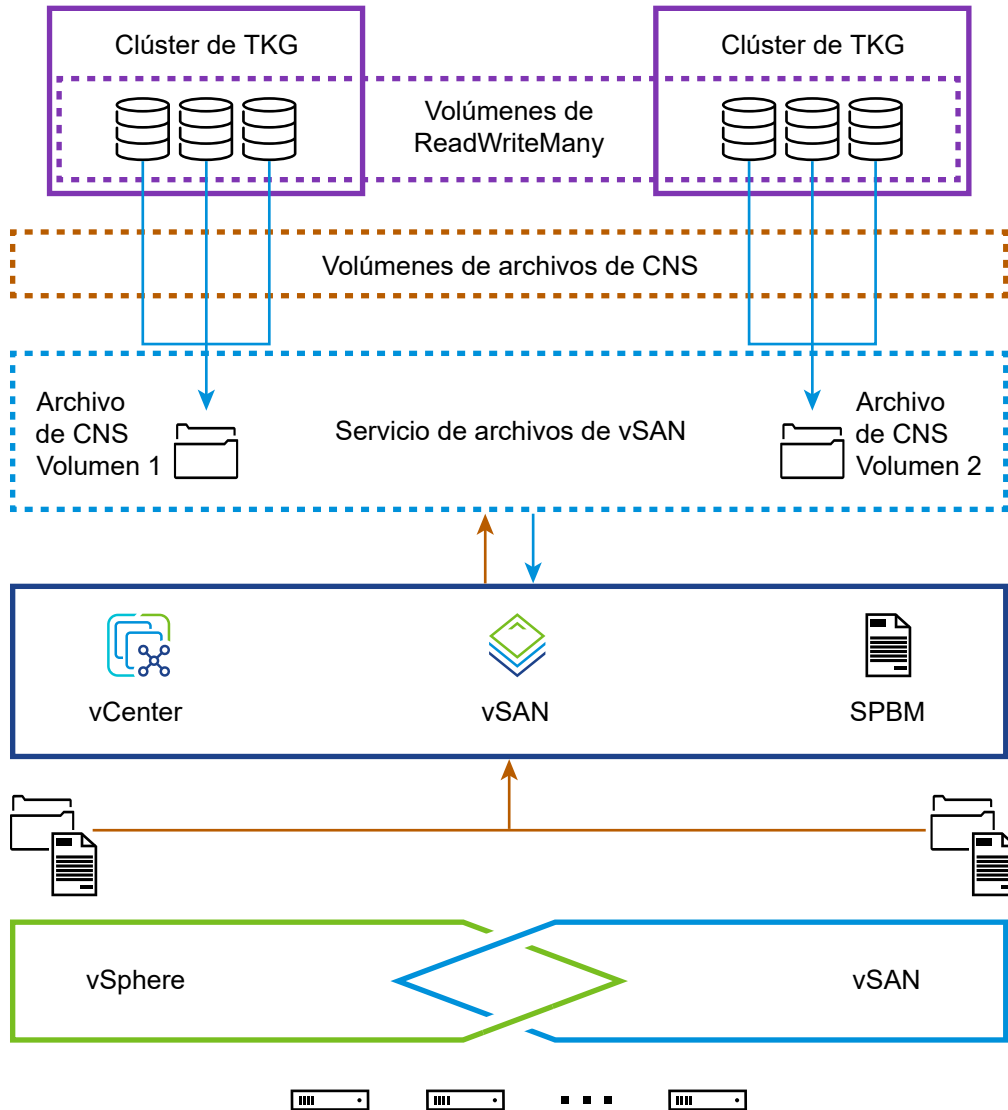 Clúster de TKG
Clúster de TKG
Volúmenes de
ReadWriteMany
Volúmenes de archivos de CNS
Archivo
de CNS
Volumen 1
Servicio de archivos de vSAN
Archivo
de CNS
Volumen 2
vCenter
vSAN
SPBM
vSphere
vSAN